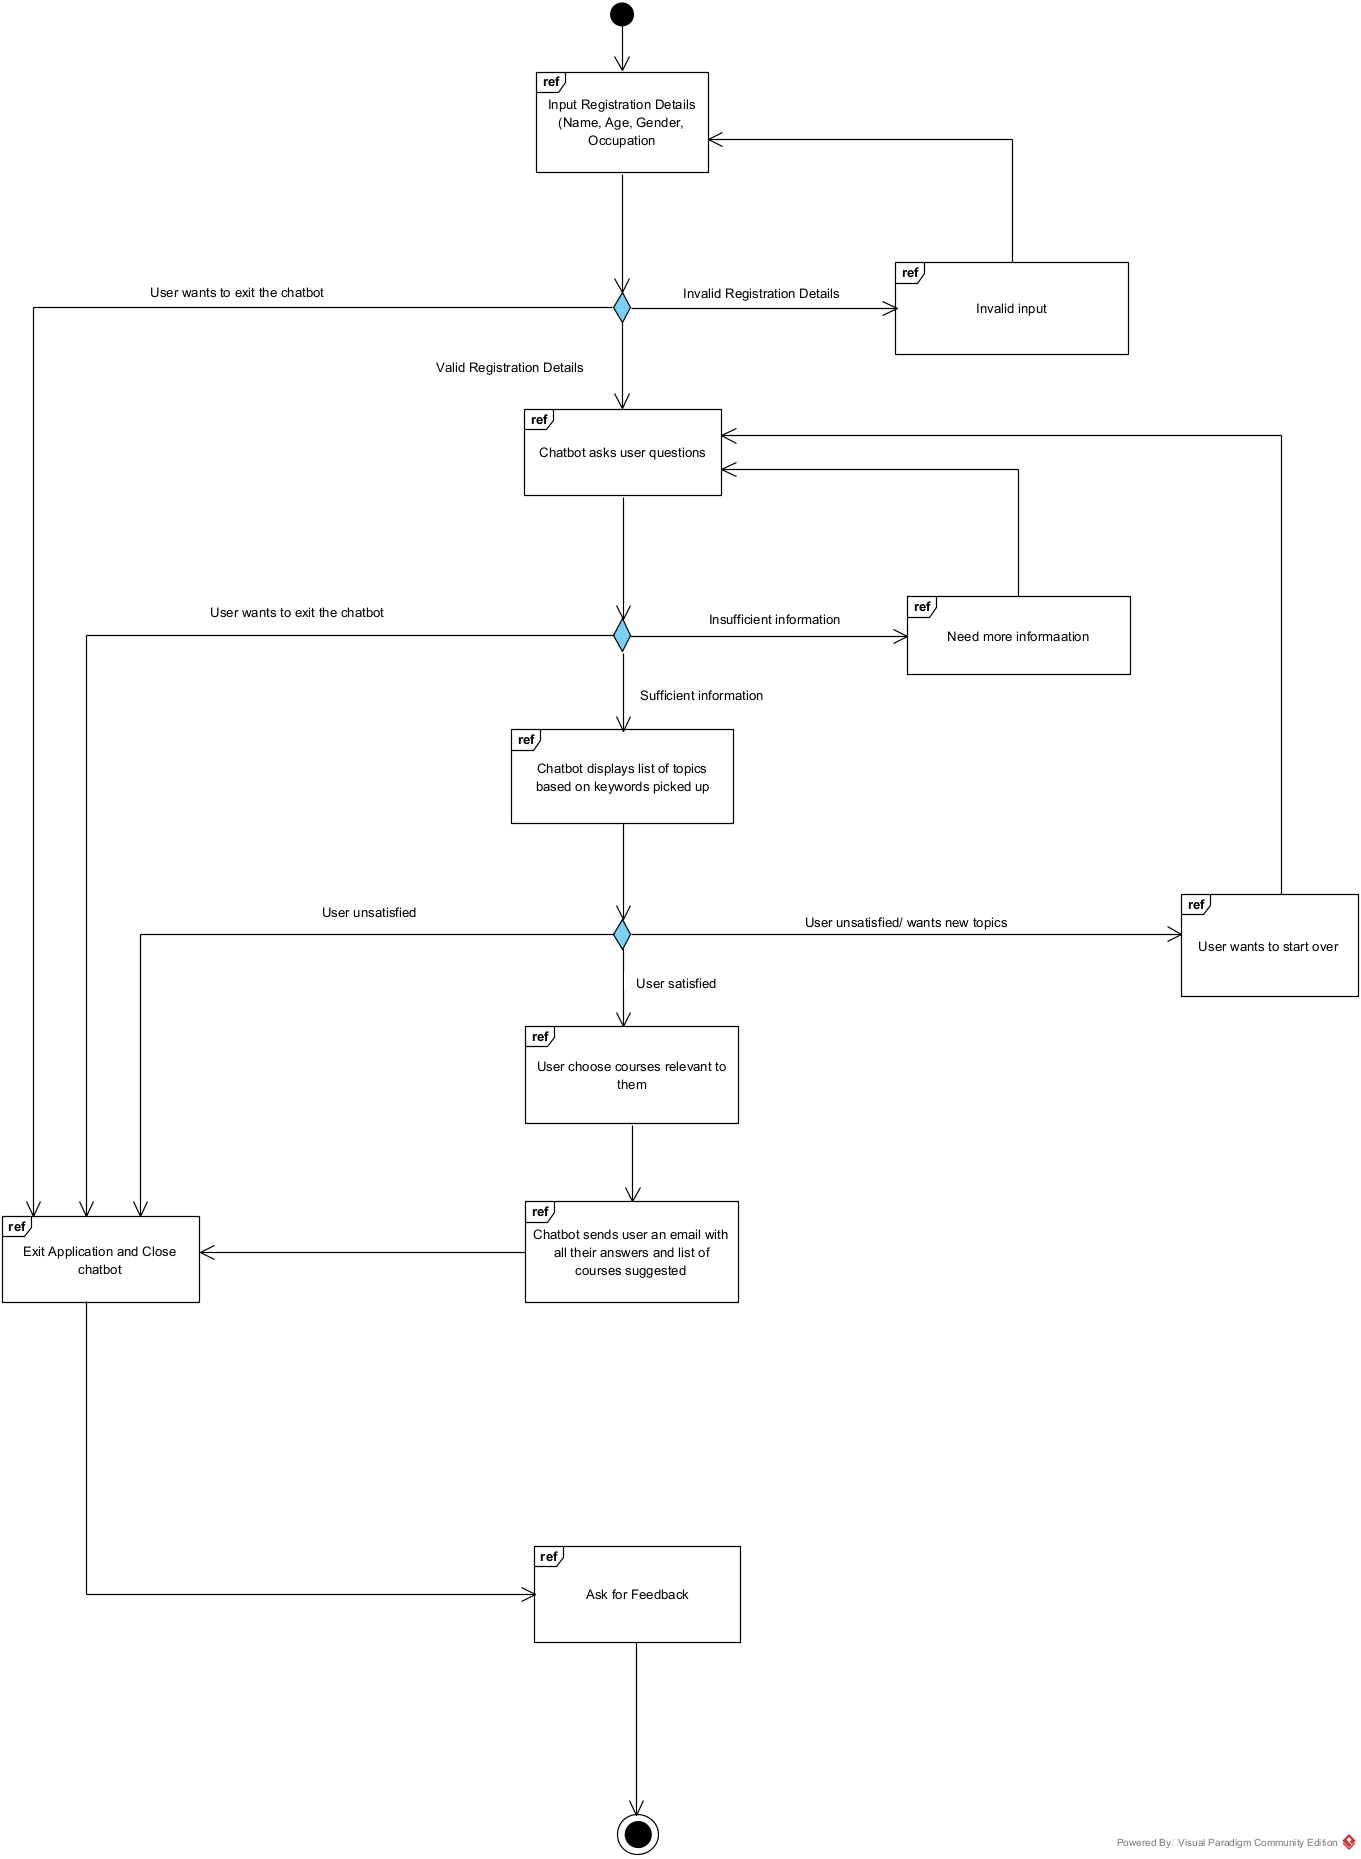 ref
Input Registration Details
(Name, Age, Gender,
Occupation
User wants to exit the chatbot
Invalid Registration Details
ref
Invalid input
Valid Registration Details
ref
Chatbot asks user questions
User wants to exit the chatbot
Insufficient information
ref
Need more informaation
Sufficient information
ref
Chatbot displays list of topics
based on keywords picked up
User unsatisfied
User unsatisfied/ wants new topics
ref
User wants to start over
User satisfied
ref
User choose courses relevant to
them
ref
Exit Application and Close
chatbot
ref
Chatbot sends user an email with
all their answers and list of
courses suggested
ref
Ask for Feedback
Powered By Visual Paradigm Community Edition